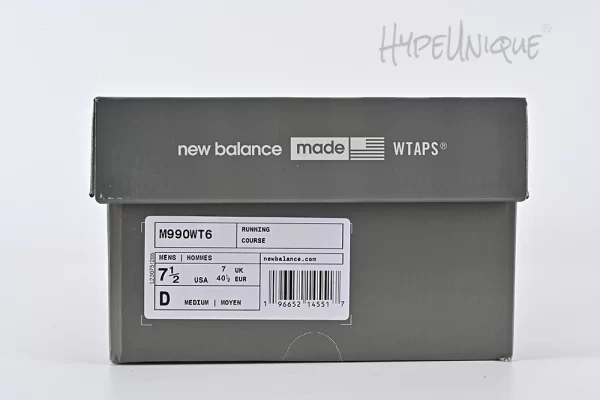 HYPEUNIQUE®
new balance made WTAPS®
M990WT6
RUNNING
COURSE
MENS | HOMMES
newbalance.com
7½ USA
7 UK
40½ EUR
D MEDIUM | MOYEN
1 96652 14551 7